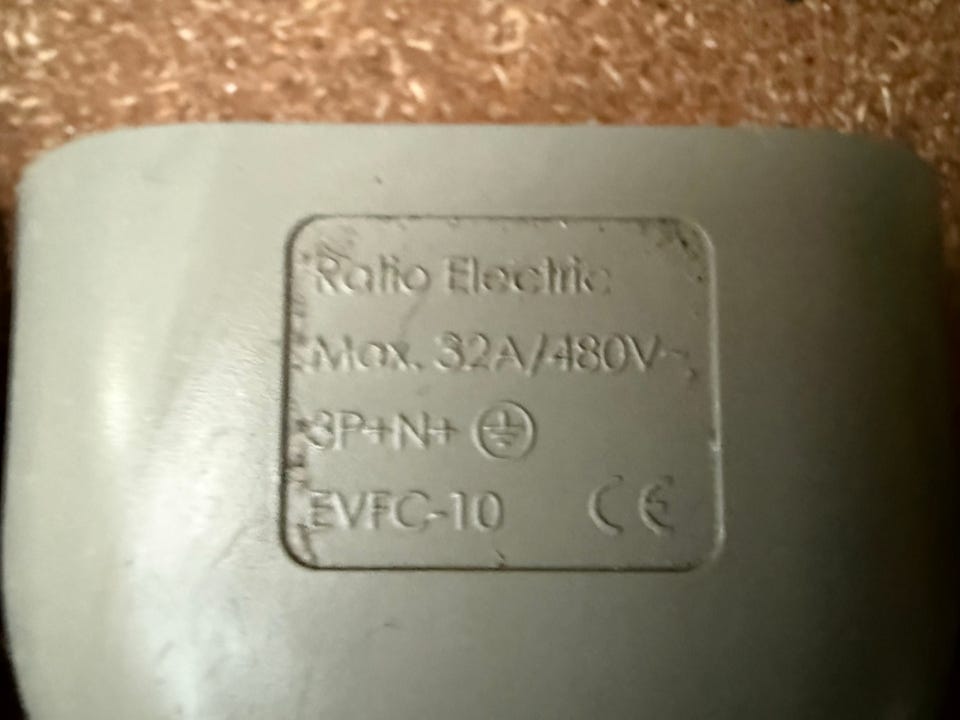 Ratio Electric
Max. 32A/480V~
3P+N+⏚
EVFC-10 CE